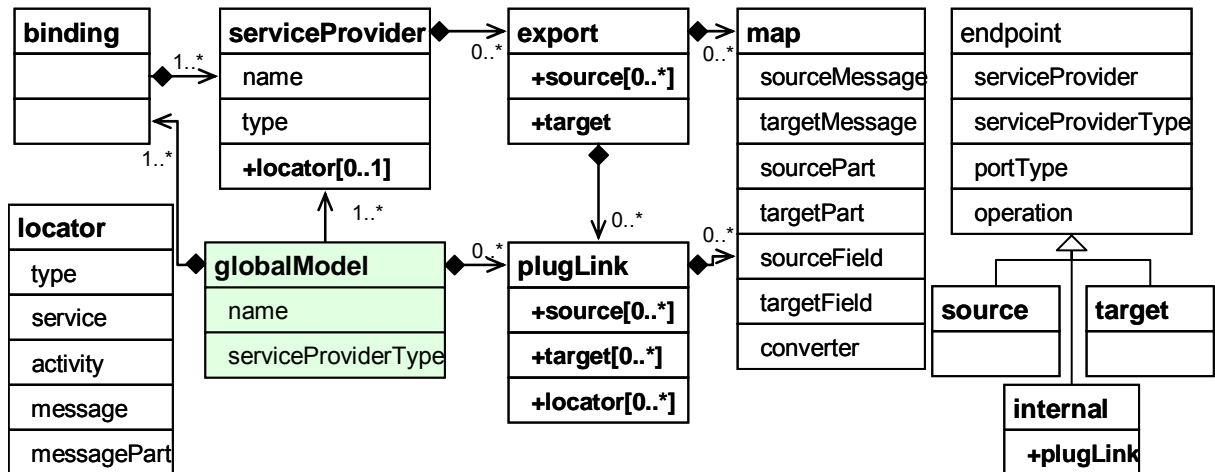 binding
1..*
1..*
serviceProvider
name
type
+locator[0..1]
0..*
1..*
export
+source[0..*]
+target
0..*
0..*
map
sourceMessage
targetMessage
sourcePart
targetPart
sourceField
targetField
converter
endpoint
serviceProvider
serviceProviderType
portType
operation
locator
type
service
activity
message
messagePart
globalModel
name
serviceProviderType
0..*
plugLink
+source[0..*]
+target[0..*]
+locator[0..*]
0..*
source
target
internal
+plugLink